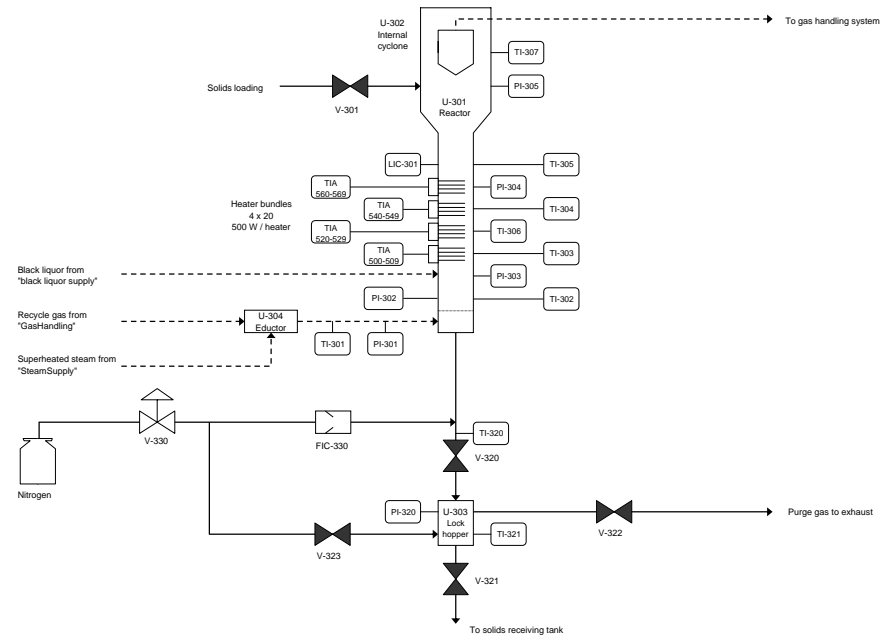 U-302
Internal
cyclone
To gas handling system
TI-307
Solids loading
PI-305
V-301
U-301
Reactor
LIC-301
TI-305
TIA
560-569
PI-304
Heater bundles
4 x 20
500 W / heater
TIA
540-549
TI-304
TIA
520-529
TI-306
TIA
500-509
TI-303
Black liquor from
"black liquor supply"
PI-303
PI-302
TI-302
Recycle gas from
"GasHandling"
U-304
Eductor
TI-301
PI-301
Superheated steam from
"SteamSupply"
V-330
FIC-330
TI-320
V-320
Nitrogen
PI-320
U-303
Lock
hopper
TI-321
Purge gas to exhaust
V-323
V-322
V-321
To solids receiving tank